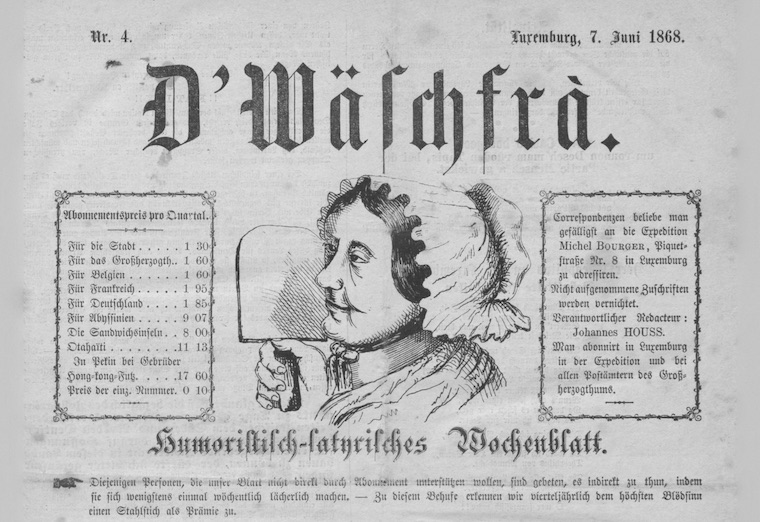 Nr. 4.
Luxemburg, 7. Juni 1868.
D'Wäschfrà.
Abonnementspreis pro Quartal.
Für die Stadt . . . . . 1 30
Für das Großherzogth. . 1 60
Für Belgien . . . . . 1 60
Für Frankreich . . . . 1 95
Für Deutschland . . . . 1 85
Für Abyssinien . . . . 9 07
Die Sandwichsinseln. . . 8 00
Otahaïti . . . . . . 11 13
In Pekin bei Gebrüder
Hong-kong-Futz. . . . . 17 60
Preis der einz. Nummer. 0 10
Correspondenzen beliebe man
gefälligst an die Expedition
Michel BOURGER, Piquet-
straße Nr. 8 in Luxemburg
zu adressiren.
Nicht aufgenommene Zuschriften
werden vernichtet.
Verantwortlicher Redacteur :
Johannes HOUSS.
Man abonnirt in Luxemburg
in der Expedition und bei
allen Postämtern des Groß-
herzogthums.
Humoristisch-satyrisches Wochenblatt.
Diejenigen Personen, die unser Blatt nicht direkt durch Abonnement unterstützen wollen, sind gebeten, es indirekt zu thun, indem
sie sich wenigstens einmal wöchentlich lächerlich machen. — Zu diesem Behufe erkennen wir vierteljährlich dem höchsten Blödsinn
einen Stahlstich als Prämie zu.